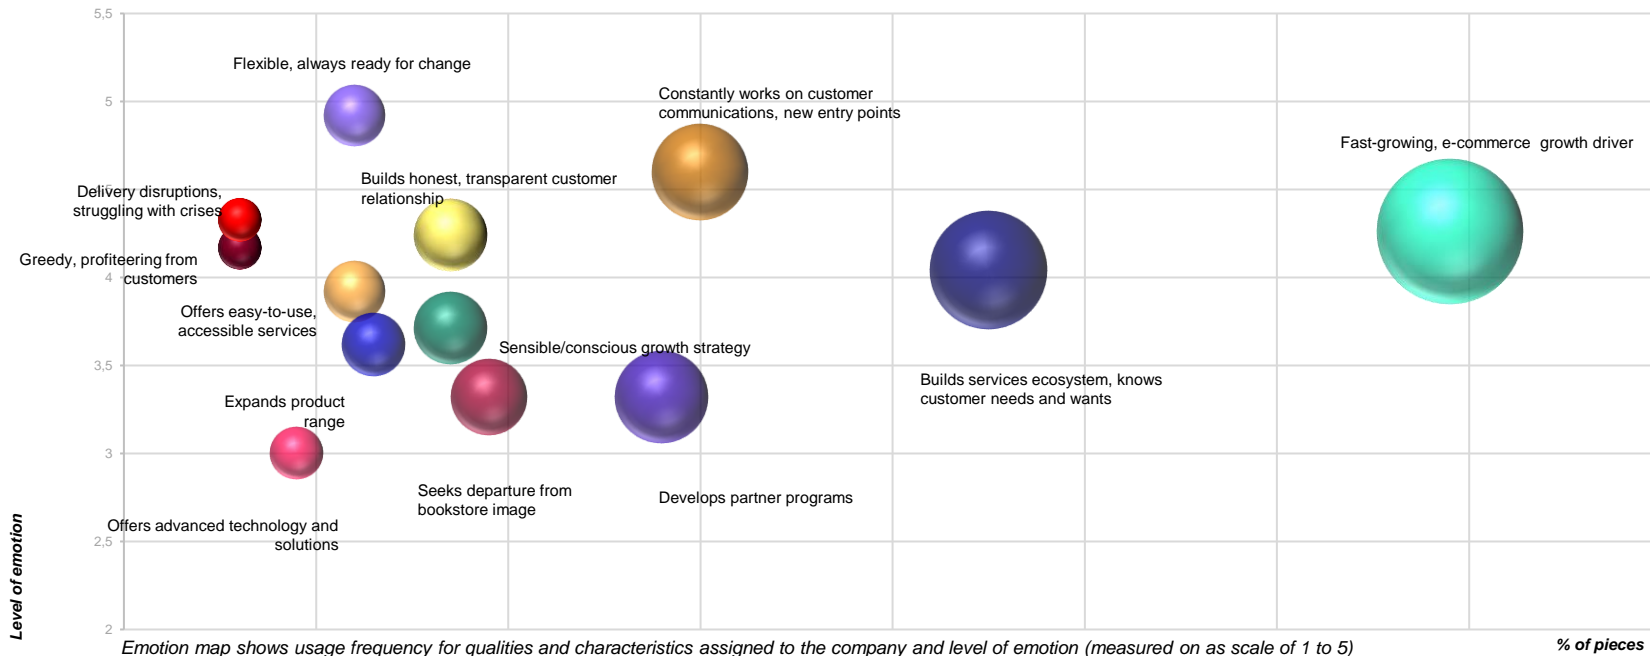 5,5
Flexible, always ready for change
5
Constantly works on customer
communications, new entry points
Fast-growing, e-commerce growth driver
Builds honest, transparent customer
relationship
Delivery disruptions,
struggling with crises
Greedy, profiteering from
customers
4
Offers easy-to-use,
accessible services
Sensible/conscious growth strategy
3,5
Builds services ecosystem, knows
customer needs and wants
Expands product
range
3
Seeks departure from
bookstore image
Develops partner programs
Offers advanced technology and
solutions
2,5
Level of emotion
2
Emotion map shows usage frequency for qualities and characteristics assigned to the company and level of emotion (measured on as scale of 1 to 5)
% of pieces